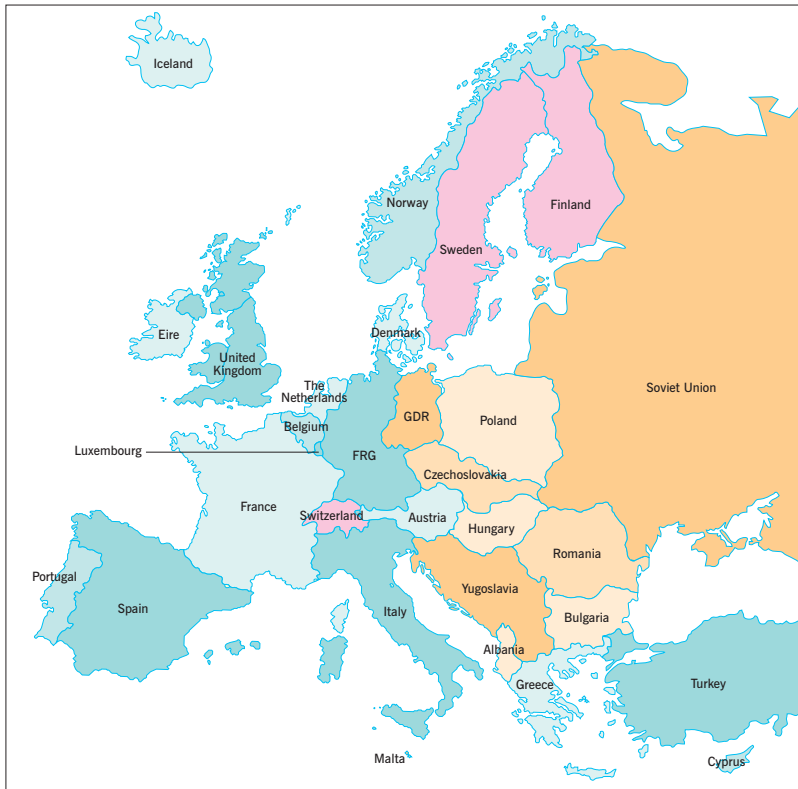 Iceland
Norway
Finland
Sweden
Eire
Denmark
United
Kingdom
The
Netherlands
Soviet Union
GDR
Poland
Belgium
Luxembourg
FRG
Czechoslovakia
France
Switzerland
Austria
Hungary
Romania
Portugal
Spain
Italy
Yugoslavia
Bulgaria
Albania
Greece
Turkey
Malta
Cyprus